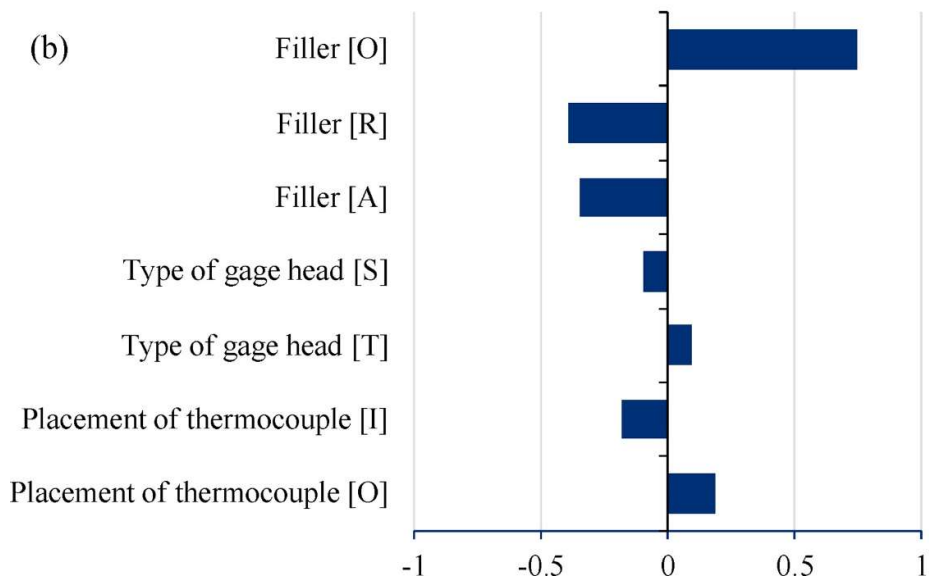 (b)
Filler [O]
Filler [R]
Filler [A]
Type of gage head [S]
Type of gage head [T]
Placement of thermocouple [I]
Placement of thermocouple [O]
-1 -0.5 0 0.5 1